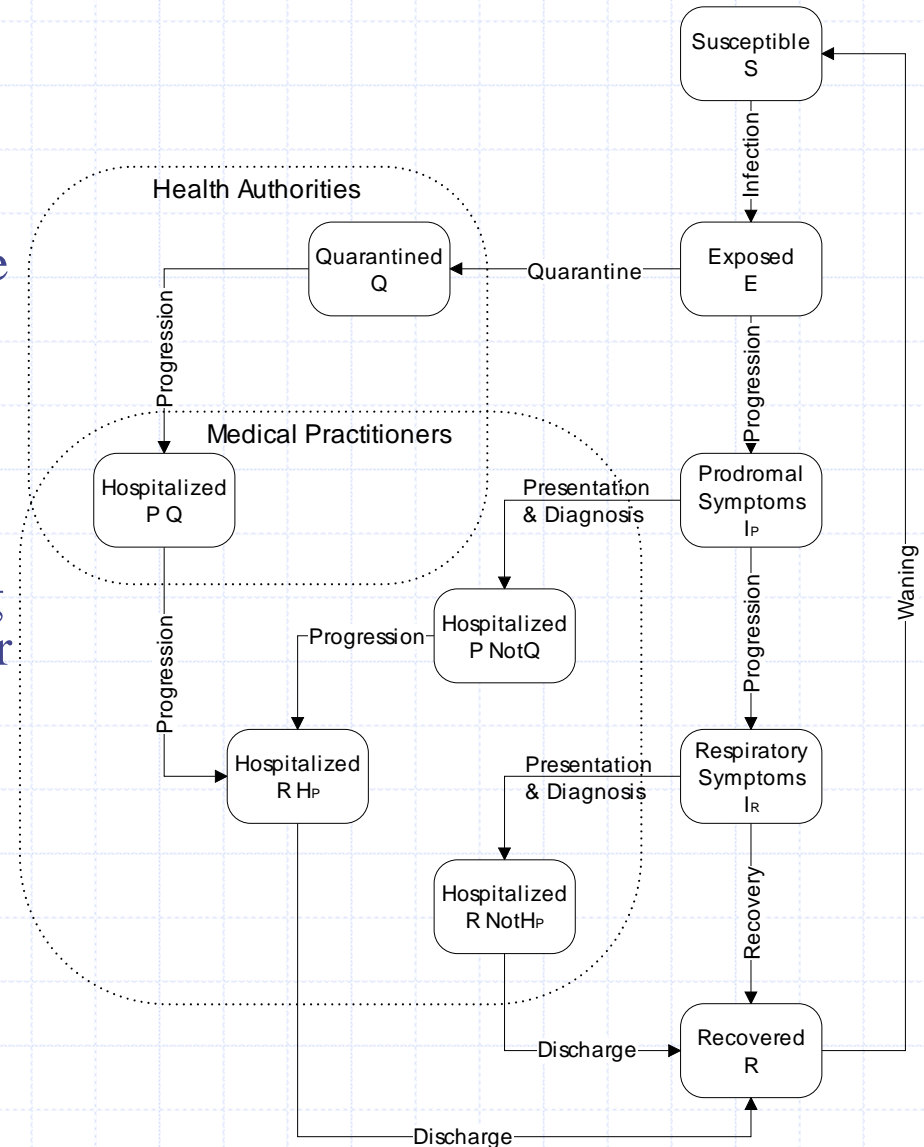 Susceptible
S
Infection
Health Authorities
Quarantined
Q
Quarantine
Exposed
E
Progression
Progression
Medical Practitioners
Hospitalized
P Q
Presentation
& Diagnosis
Prodromal
Symptoms
IP
Waning
Progression
Hospitalized
P NotQ
Progression
Progression
Hospitalized
R HP
Presentation
& Diagnosis
Respiratory
Symptoms
IR
Hospitalized
R NotHP
Recovery
Discharge
Recovered
R
Discharge